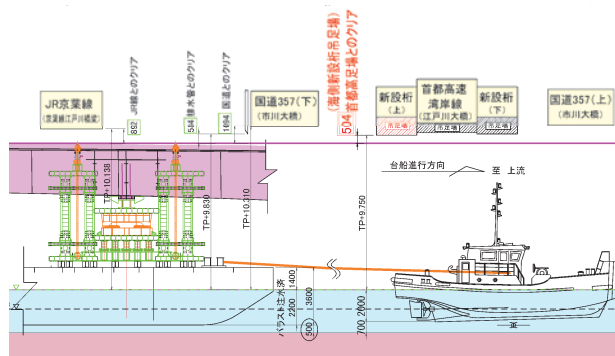 JR京葉線
(京葉線江戸川橋梁)
892
JR線とのクリア
584
排水管とのクリア
1694
国道とのクリア
国道357(下)
(市川大橋)
(海側新設桁吊足場)
504 首都高足場とのクリア
新設桁
(上)
吊足場
首都高速
湾岸線
(江戸川大橋)
吊足場
新設桁
(下)
吊足場
国道357(上)
(市川大橋)
台船進行方向
至 上流
TP+10.138
TP+9.830
TP+10.310
TP+9.750
バラスト注水済
2200
1400
3600
500
700
2000